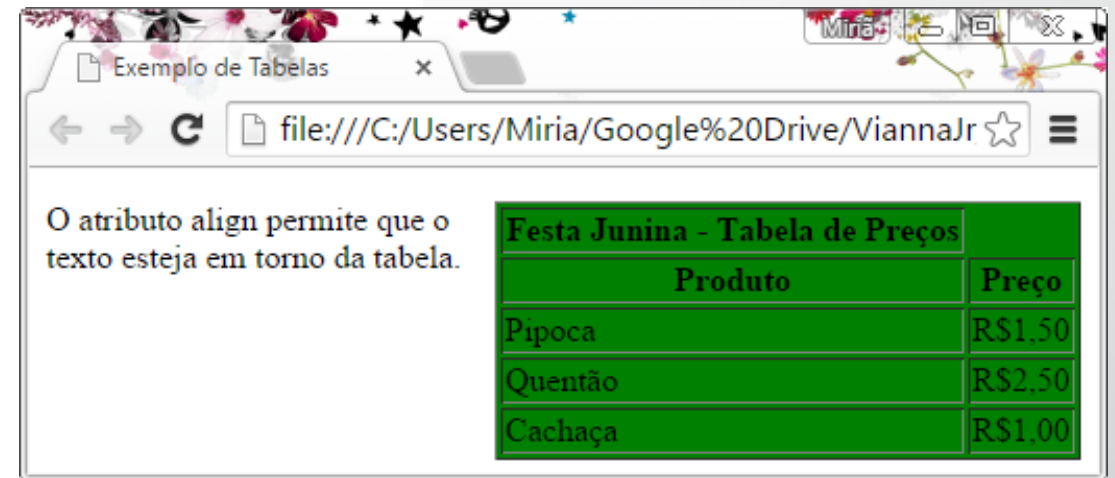 Miriã
Exemplo de Tabelas
file:///C:/Users/Miria/Google%20Drive/ViannaJr
O atributo align permite que o
texto esteja em torno da tabela.
Festa Junina - Tabela de Preços
Produto Preço
Pipoca R$1,50
Quentão R$2,50
Cachaça R$1,00